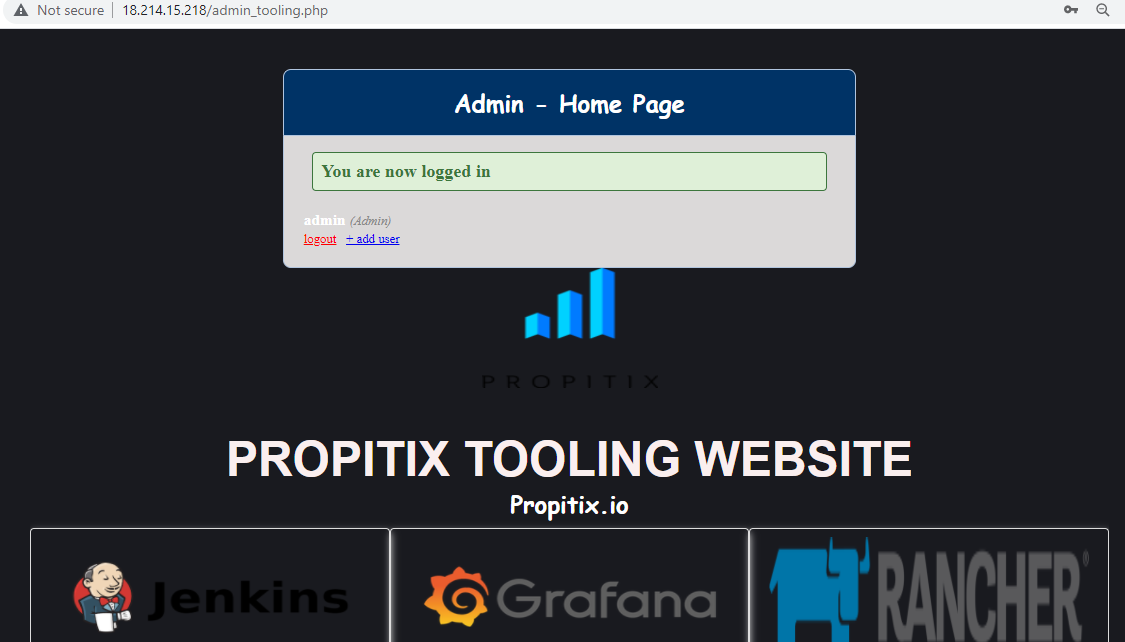 Not secure | 18.214.15.218/admin_tooling.php
Admin - Home Page
You are now logged in
admin (Admin)
logout + add user
PROPITIX
PROPITIX TOOLING WEBSITE
Propitix.io
Jenkins Grafana RANCHER®